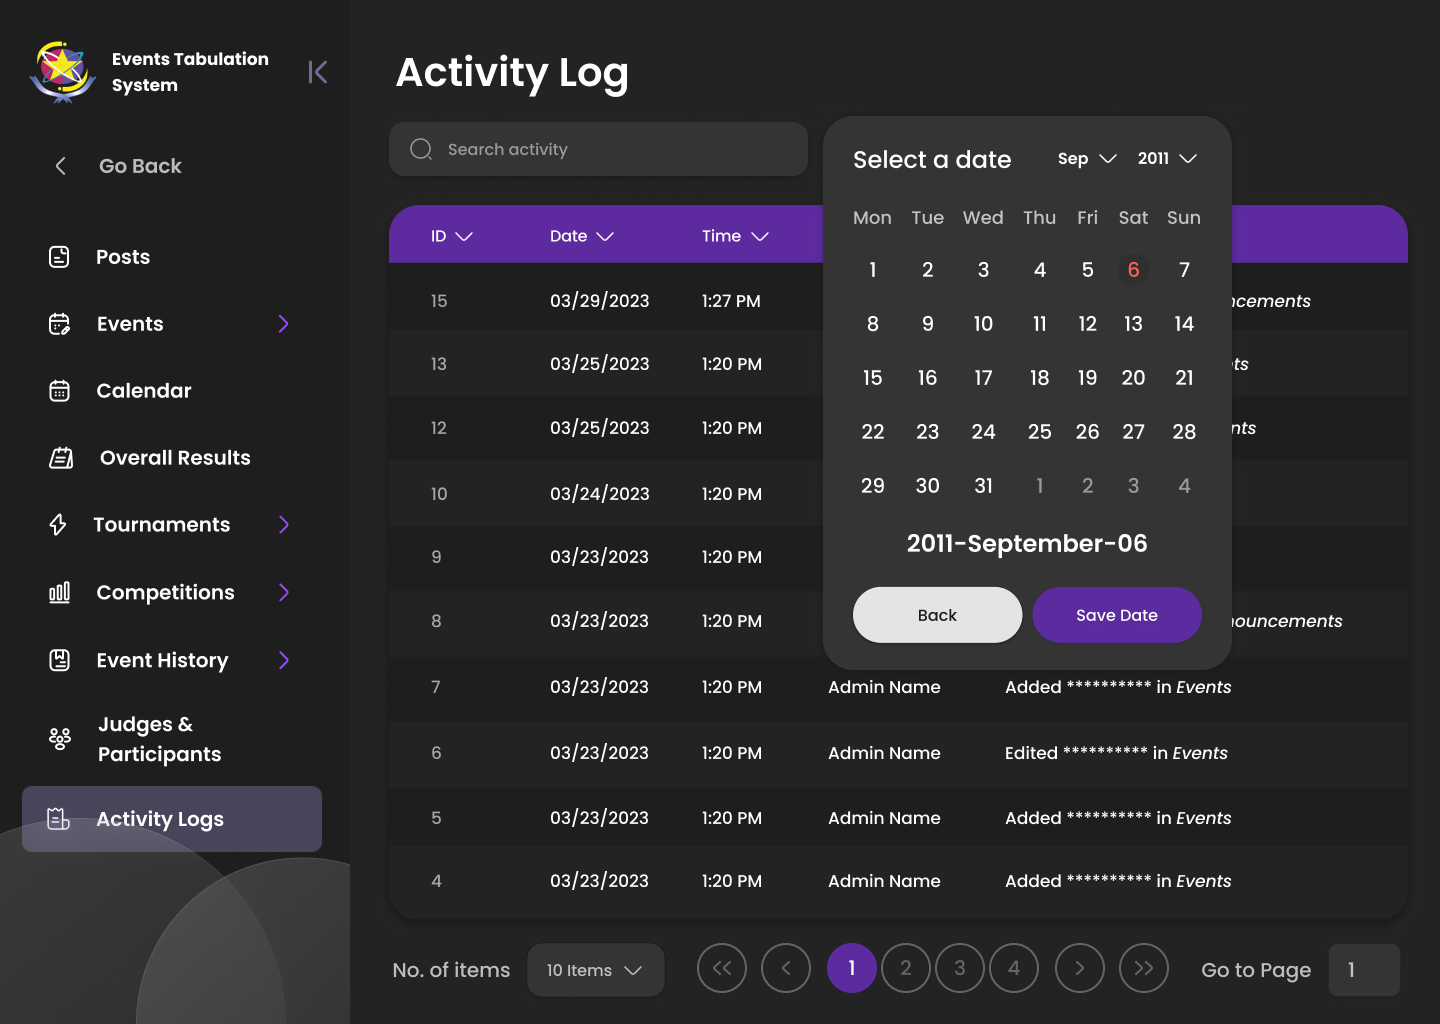 Events Tabulation
System
Go Back
Posts
Events
Calendar
Overall Results
Tournaments
Competitions
Event History
Judges &
Participants
Activity Logs
Activity Log
Search activity
ID Date Time
15 03/29/2023 1:27 PM ncements
13 03/25/2023 1:20 PM ts
12 03/25/2023 1:20 PM nts
10 03/24/2023 1:20 PM
9 03/23/2023 1:20 PM
8 03/23/2023 1:20 PM nouncements
7 03/23/2023 1:20 PM Admin Name Added ********** in Events
6 03/23/2023 1:20 PM Admin Name Edited ********** in Events
5 03/23/2023 1:20 PM Admin Name Added ********** in Events
4 03/23/2023 1:20 PM Admin Name Added ********** in Events
Select a date Sep 2011
Mon Tue Wed Thu Fri Sat Sun
1 2 3 4 5 6 7
8 9 10 11 12 13 14
15 16 17 18 19 20 21
22 23 24 25 26 27 28
29 30 31 1 2 3 4
2011-September-06
Back Save Date
No. of items 10 Items << < 1 2 3 4 > >> Go to Page 1